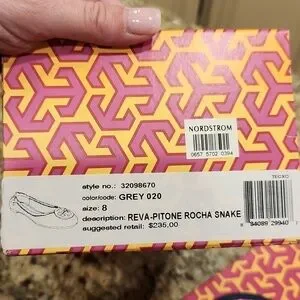 NORDSTROM
0657 5702 0394
style no.: 32098670
color/code: GREY 020
size: 8
description: REVA-PITONE ROCHA SNAKE
suggested retail: $235.00